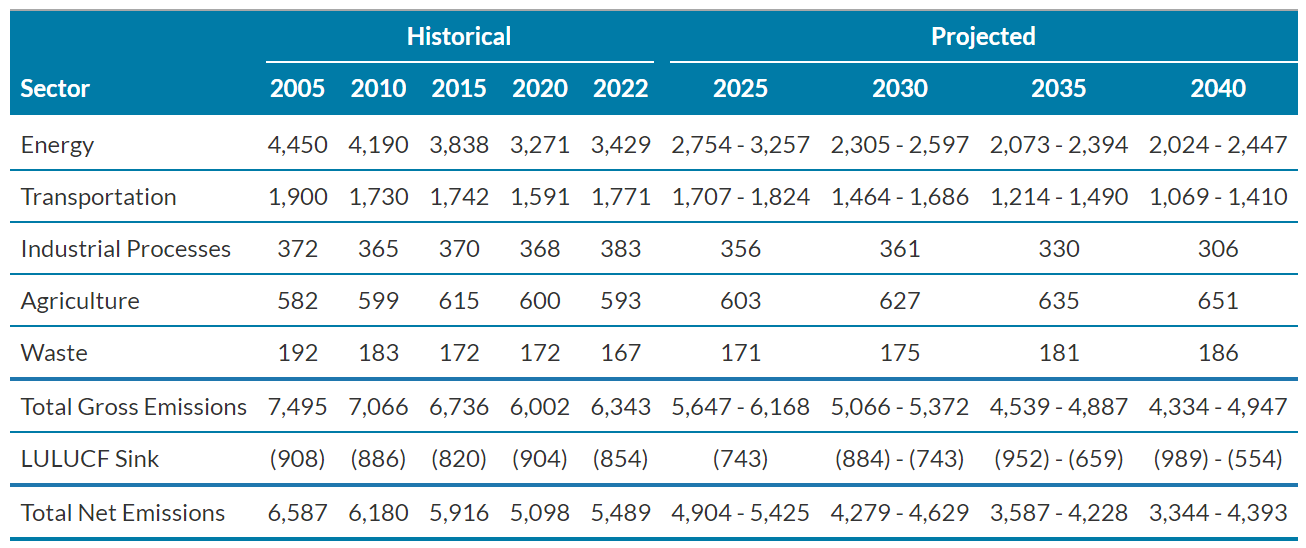 Historical Projected
Sector 2005 2010 2015 2020 2022 2025 2030 2035 2040
Energy 4,450 4,190 3,838 3,271 3,429 2,754 - 3,257 2,305 - 2,597 2,073 - 2,394 2,024 - 2,447
Transportation 1,900 1,730 1,742 1,591 1,771 1,707 - 1,824 1,464 - 1,686 1,214 - 1,490 1,069 - 1,410
Industrial Processes 372 365 370 368 383 356 361 330 306
Agriculture 582 599 615 600 593 603 627 635 651
Waste 192 183 172 172 167 171 175 181 186
Total Gross Emissions 7,495 7,066 6,736 6,002 6,343 5,647 - 6,168 5,066 - 5,372 4,539 - 4,887 4,334 - 4,947
LULUCF Sink (908) (886) (820) (904) (854) (743) (884) - (743) (952) - (659) (989) - (554)
Total Net Emissions 6,587 6,180 5,916 5,098 5,489 4,904 - 5,425 4,279 - 4,629 3,587 - 4,228 3,344 - 4,393